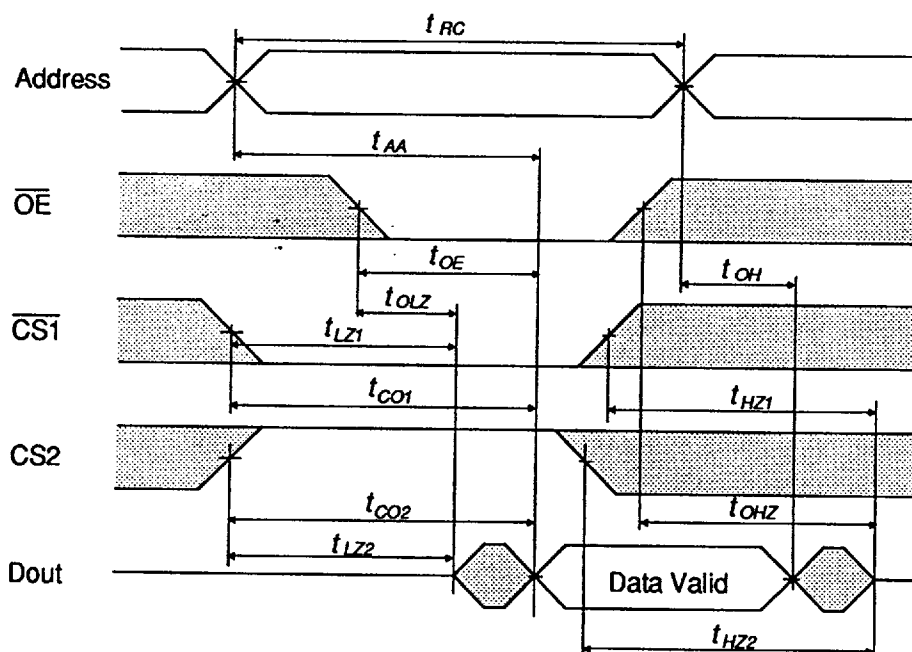 t RC
Address
t AA
OE
t OE
t OH
t OLZ
CS1
t LZ1
t HZ1
t CO1
CS2
t CO2
t OHZ
t LZ2
Dout
Data Valid
t HZ2